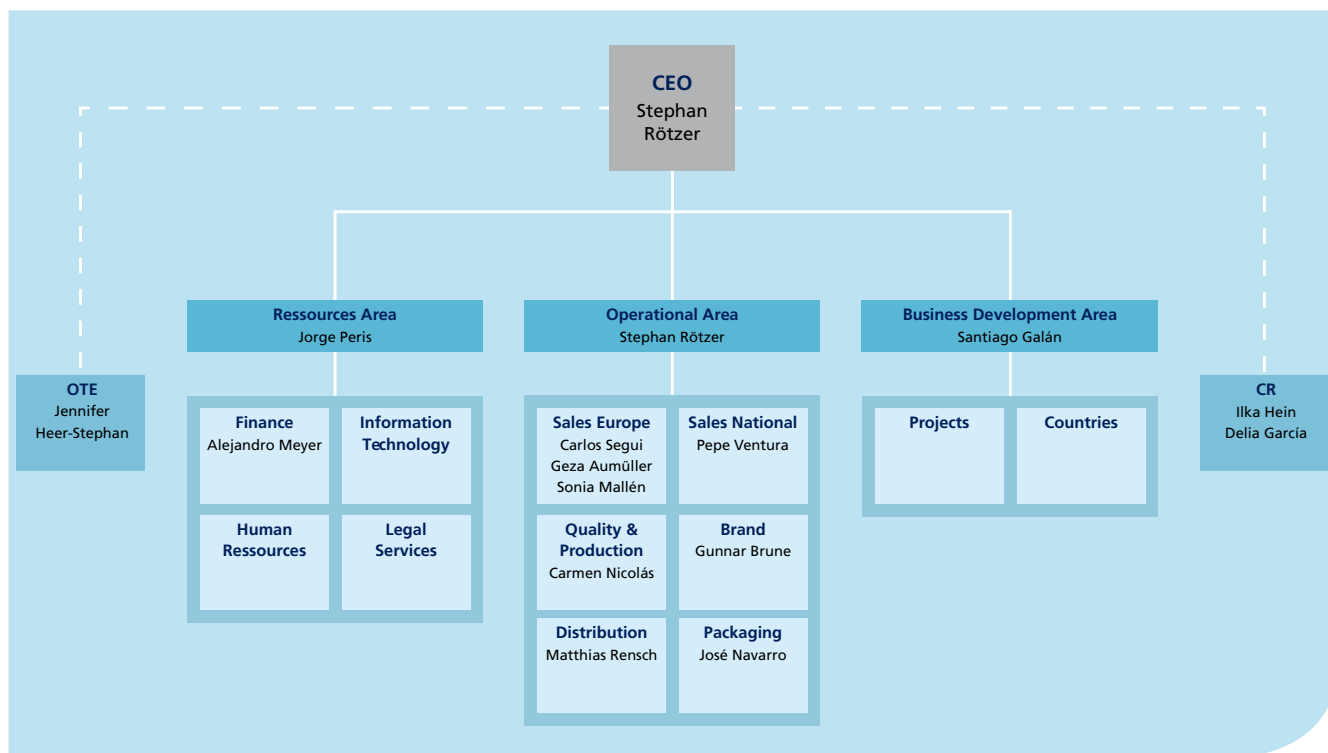 CEO
Stephan
Rötzer
Ressources Area
Jorge Peris
Operational Area
Stephan Rötzer
Business Development Area
Santiago Galán
OTE
Jennifer
Heer-Stephan
CR
Ilka Hein
Delia García
Finance
Alejandro Meyer
Information
Technology
Human
Ressources
Legal
Services
Sales Europe
Carlos Segui
Geza Aumüller
Sonia Mallén
Sales National
Pepe Ventura
Quality &
Production
Carmen Nicolás
Brand
Gunnar Brune
Distribution
Matthias Rensch
Packaging
José Navarro
Projects
Countries